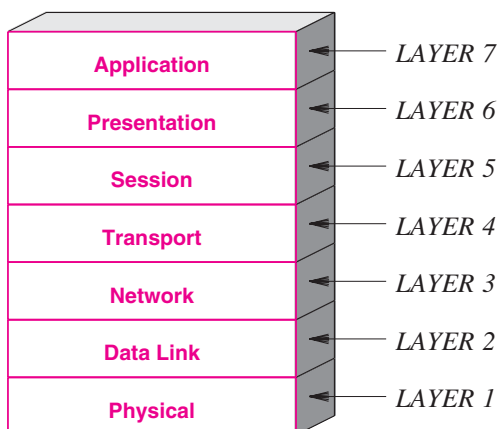 Application LAYER 7
Presentation LAYER 6
Session LAYER 5
Transport LAYER 4
Network LAYER 3
Data Link LAYER 2
Physical LAYER 1